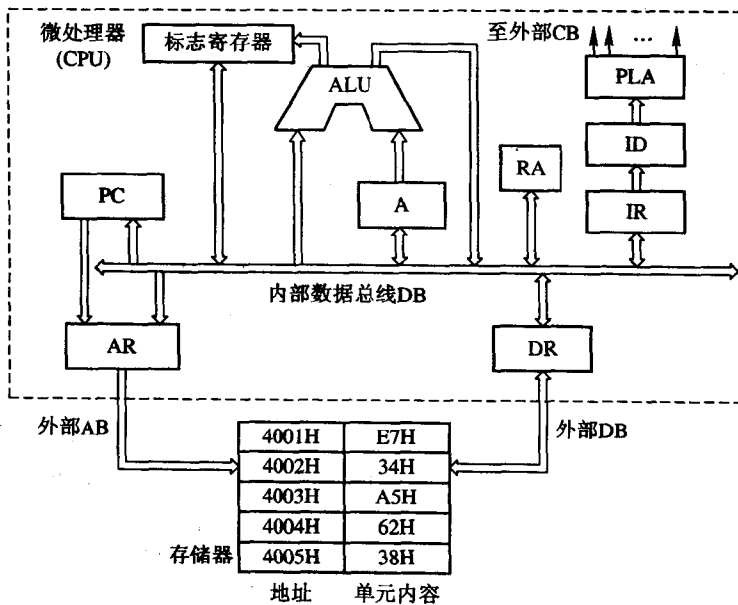 微处理器
(CPU)
标志寄存器
ALU
至外部CB
...
PLA
ID
IR
RA
A
PC
内部数据总线DB
AR
DR
外部AB
外部DB
4001H E7H
4002H 34H
4003H A5H
4004H 62H
4005H 38H
存储器
地址 单元内容